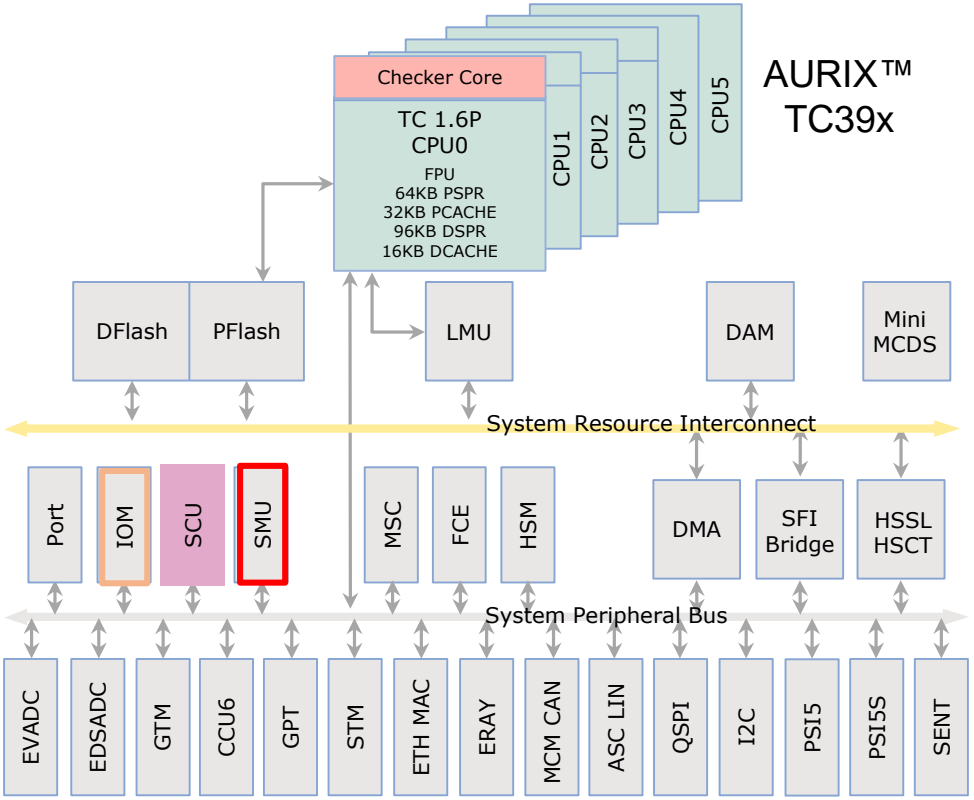 AURIX™
TC39x
Checker Core
TC 1.6P
CPU0
FPU
64KB PSPR
32KB PCACHE
96KB DSPR
16KB DCACHE
CPU1
CPU2
CPU3
CPU4
CPU5
DFlash
PFlash
LMU
DAM
Mini
MCDS
System Resource Interconnect
Port
IOM
SCU
SMU
MSC
FCE
HSM
DMA
SFI
Bridge
HSSL
HSCT
System Peripheral Bus
EVADC
EDSADC
GTM
CCU6
GPT
STM
ETH MAC
ERAY
MCM CAN
ASC LIN
QSPI
I2C
PSI5
PSI5S
SENT